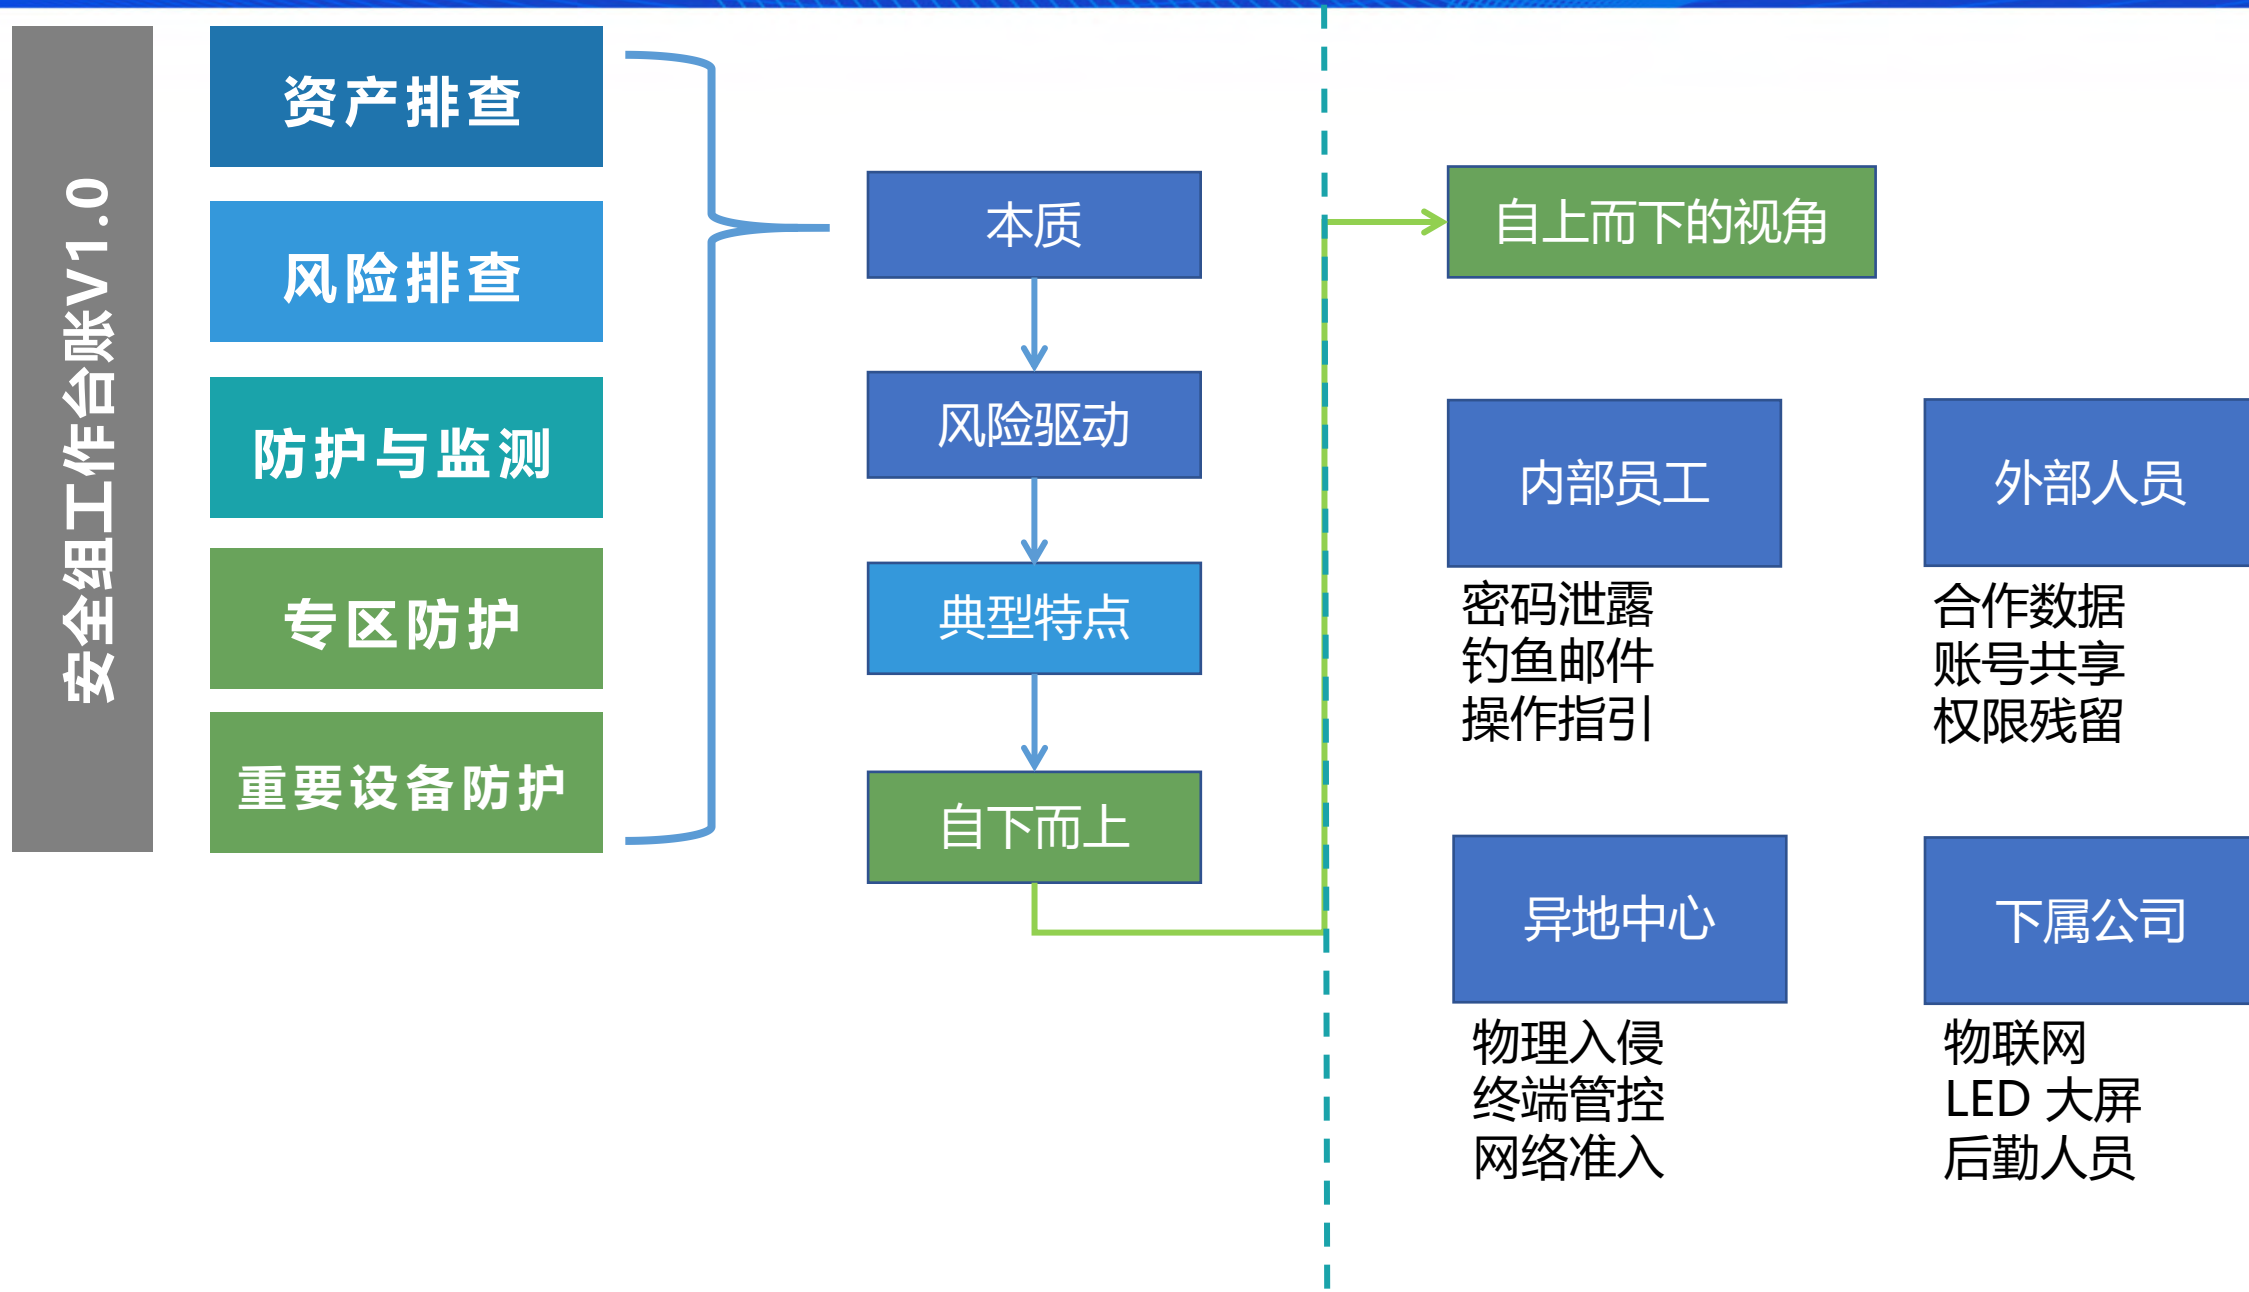 安全组工作台账V1.0
资产排查
风险排查
防护与监测
专区防护
重要设备防护
本质
风险驱动
典型特点
自下而上
自上而下的视角
内部员工
密码泄露
钓鱼邮件
操作指引
外部人员
合作数据
账号共享
权限残留
异地中心
物理入侵
终端管控
网络准入
下属公司
物联网
LED 大屏
后勤人员